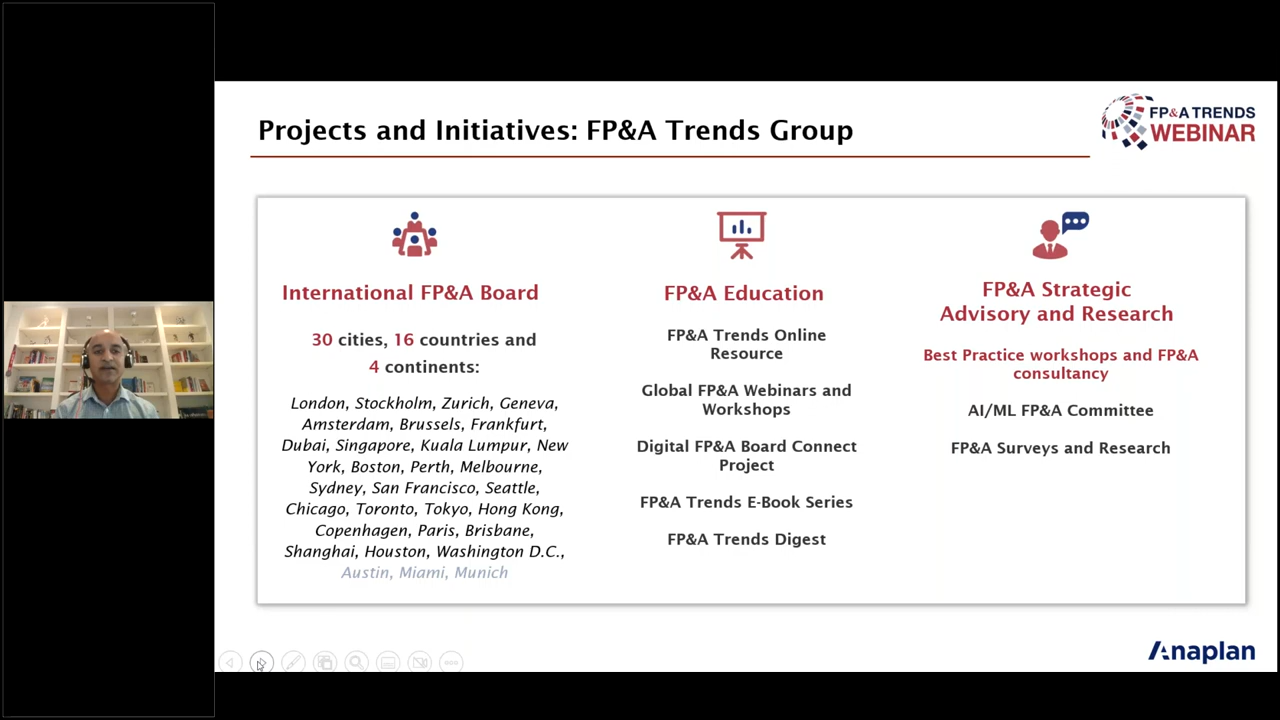 Projects and Initiatives: FP&A Trends Group
FP&A TRENDS
WEBINAR
International FP&A Board
30 cities, 16 countries and
4 continents:
London, Stockholm, Zurich, Geneva,
Amsterdam, Brussels, Frankfurt,
Dubai, Singapore, Kuala Lumpur, New
York, Boston, Perth, Melbourne,
Sydney, San Francisco, Seattle,
Chicago, Toronto, Tokyo, Hong Kong,
Copenhagen, Paris, Brisbane,
Shanghai, Houston, Washington D.C.,
Austin, Miami, Munich
FP&A Education
FP&A Trends Online
Resource
Global FP&A Webinars and
Workshops
Digital FP&A Board Connect
Project
FP&A Trends E-Book Series
FP&A Trends Digest
FP&A Strategic
Advisory and Research
Best Practice workshops and FP&A
consultancy
AI/ML FP&A Committee
FP&A Surveys and Research
Anaplan